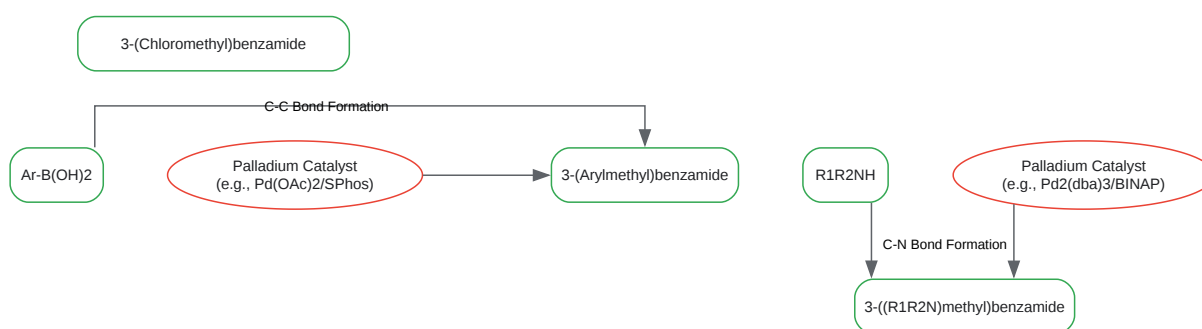 3-(Chloromethyl)benzamide
C-C Bond Formation
Ar-B(OH)2
Palladium Catalyst
(e.g., Pd(OAc)2/SPhos)
3-(Arylmethyl)benzamide
R1R2NH
Palladium Catalyst
(e.g., Pd2(dba)3/BINAP)
C-N Bond Formation
3-((R1R2N)methyl)benzamide